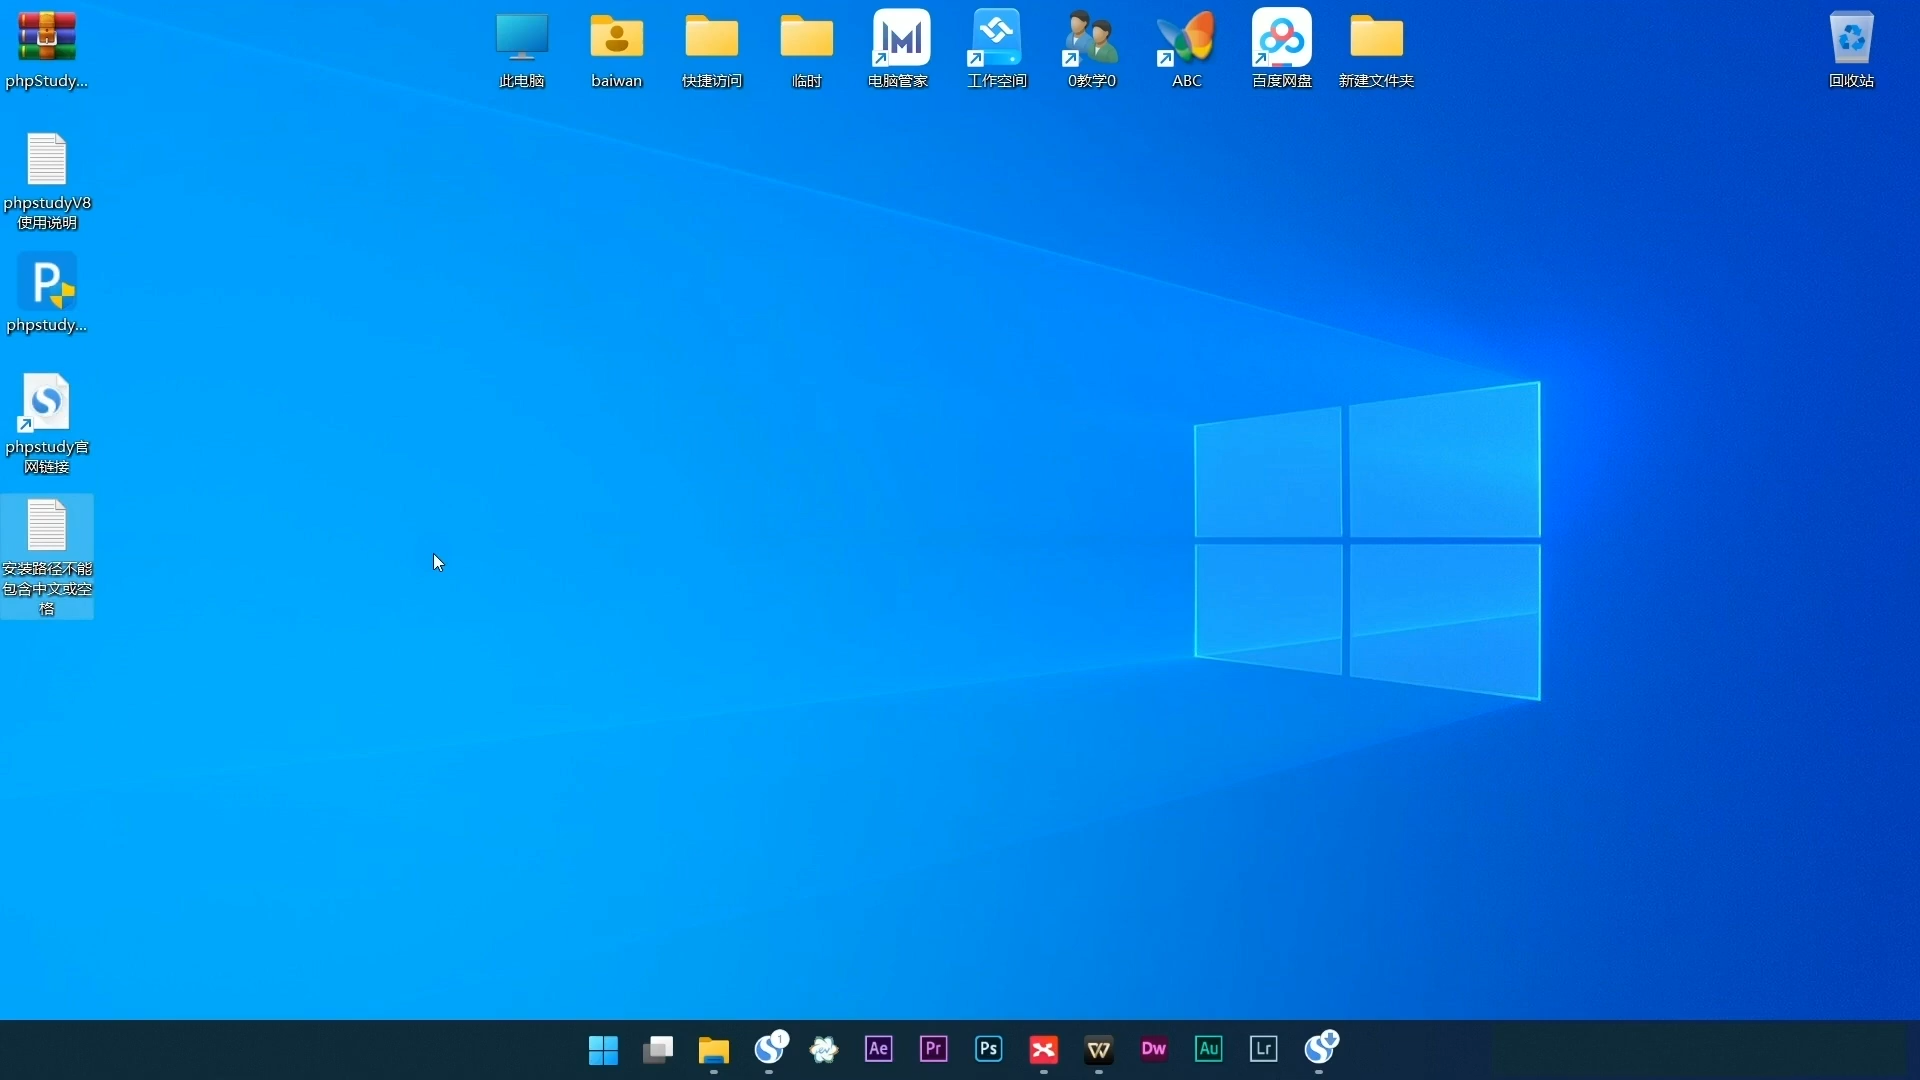 phpStudy...
此电脑
baiwan
快捷访问
临时
电脑管家
工作空间
0教学0
ABC
百度网盘
新建文件夹
回收站
phpstudyV8
使用说明
P
phpstudy...
phpstudy官
网链接
安装路径不能
包含中文或空
格
1
Ae
Pr
Ps
Dw
Au
Lr